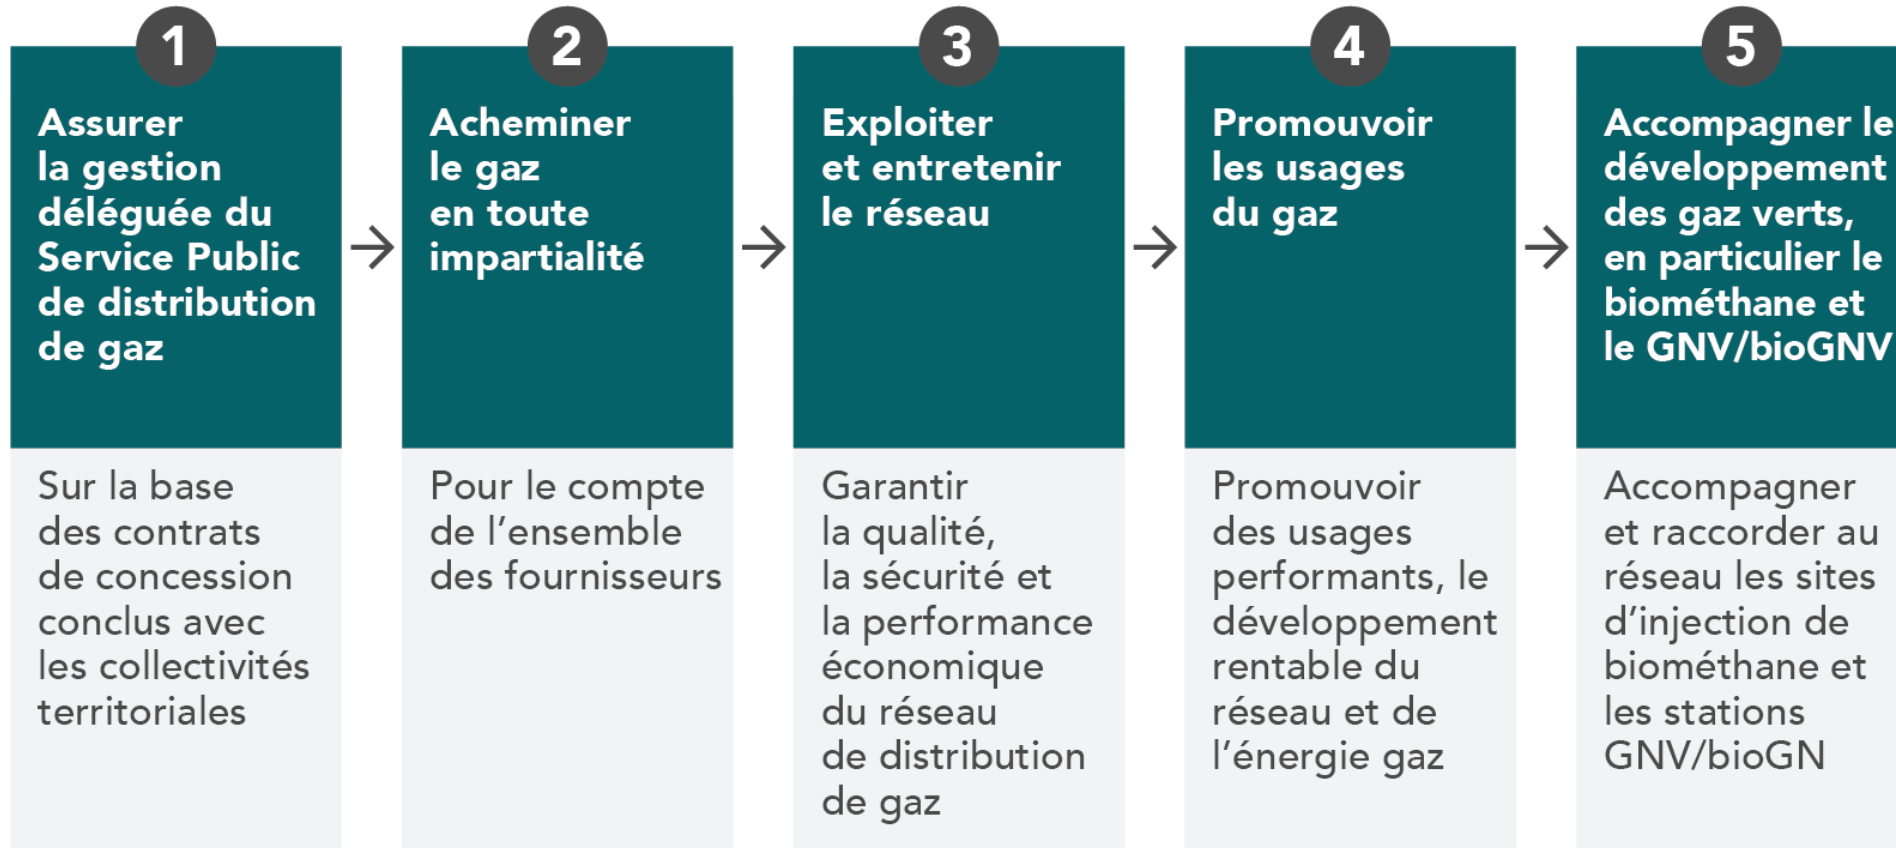 1
Assurer
la gestion
déléguée du
Service Public
de distribution
de gaz
Sur la base
des contrats
de concession
conclus avec
les collectivités
territoriales
2
Acheminer
le gaz
en toute
impartialité
Pour le compte
de l’ensemble
des fournisseurs
3
Exploiter
et entretenir
le réseau
Garantir
la qualité,
la sécurité et
la performance
économique
du réseau
de distribution
de gaz
4
Promouvoir
les usages
du gaz
Promouvoir
des usages
performants, le
développement
rentable du
réseau et de
l’énergie gaz
5
Accompagner le
développement
des gaz verts,
en particulier le
biométhane et
le GNV/bioGNV
Accompagner
et raccorder au
réseau les sites
d’injection de
biométhane et
les stations
GNV/bioGN